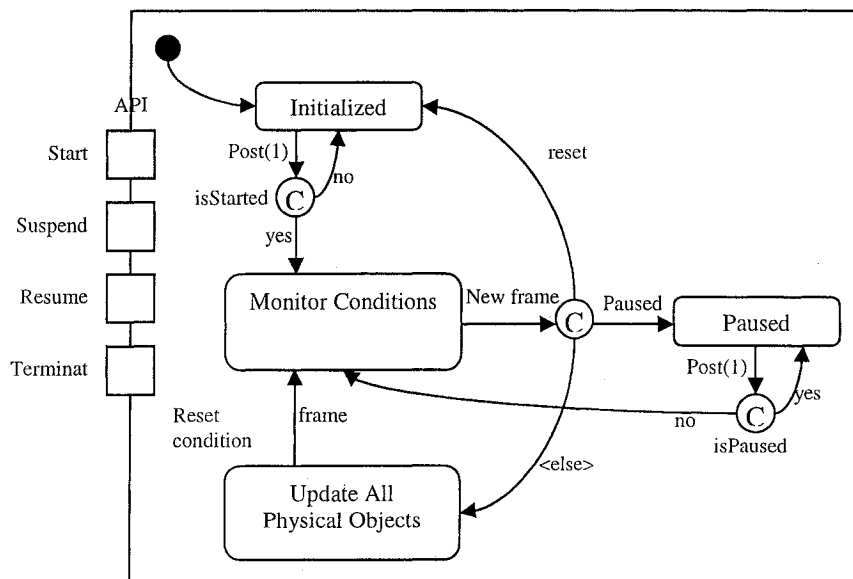 API
Initialized
Start
Post(1)
no
reset
isStarted
C
Suspend
yes
Resume
Monitor Conditions
New frame
C
Paused
Paused
Terminat
Post(1)
yes
C
no
isPaused
Reset
condition
frame
<else>
Update All
Physical Objects